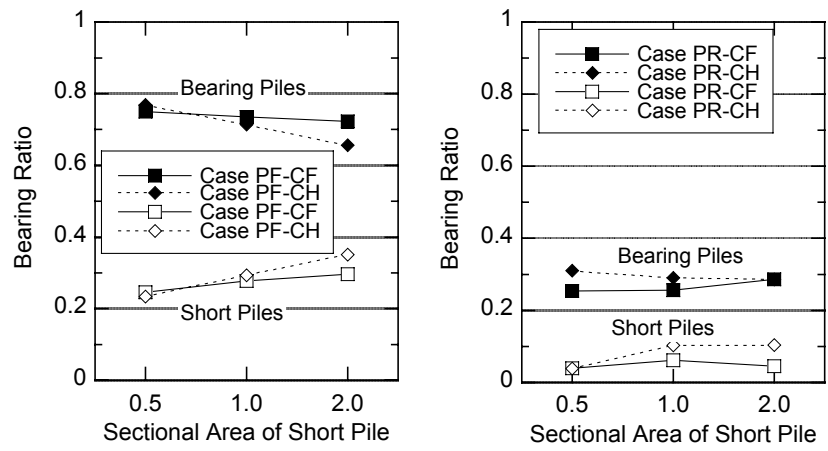 1
0.8
0.6
0.4
0.2
0
Bearing Ratio
Bearing Piles
Case PF-CF
Case PF-CH
Case PF-CF
Case PF-CH
Short Piles
0.5 1.0 2.0
Sectional Area of Short Pile
1
0.8
0.6
0.4
0.2
0
Bearing Ratio
Case PR-CF
Case PR-CH
Case PR-CF
Case PR-CH
Bearing Piles
Short Piles
0.5 1.0 2.0
Sectional Area of Short Pile